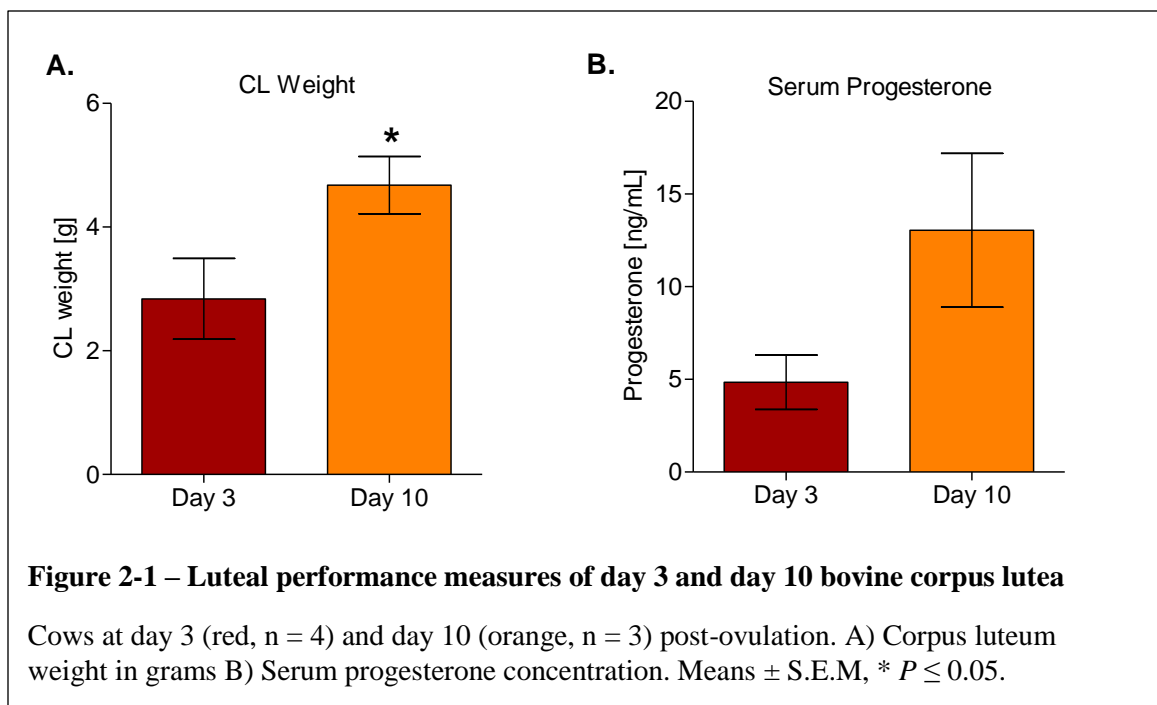 A.
CL Weight
6
4
2
0
CL weight [g]
*
Day 3
Day 10
B.
Serum Progesterone
20
15
10
5
0
Progesterone [ng/mL]
Day 3
Day 10
Figure 2-1 – Luteal performance measures of day 3 and day 10 bovine corpus lutea
Cows at day 3 (red, n = 4) and day 10 (orange, n = 3) post-ovulation. A) Corpus luteum
weight in grams B) Serum progesterone concentration. Means ± S.E.M, * P ≤ 0.05.